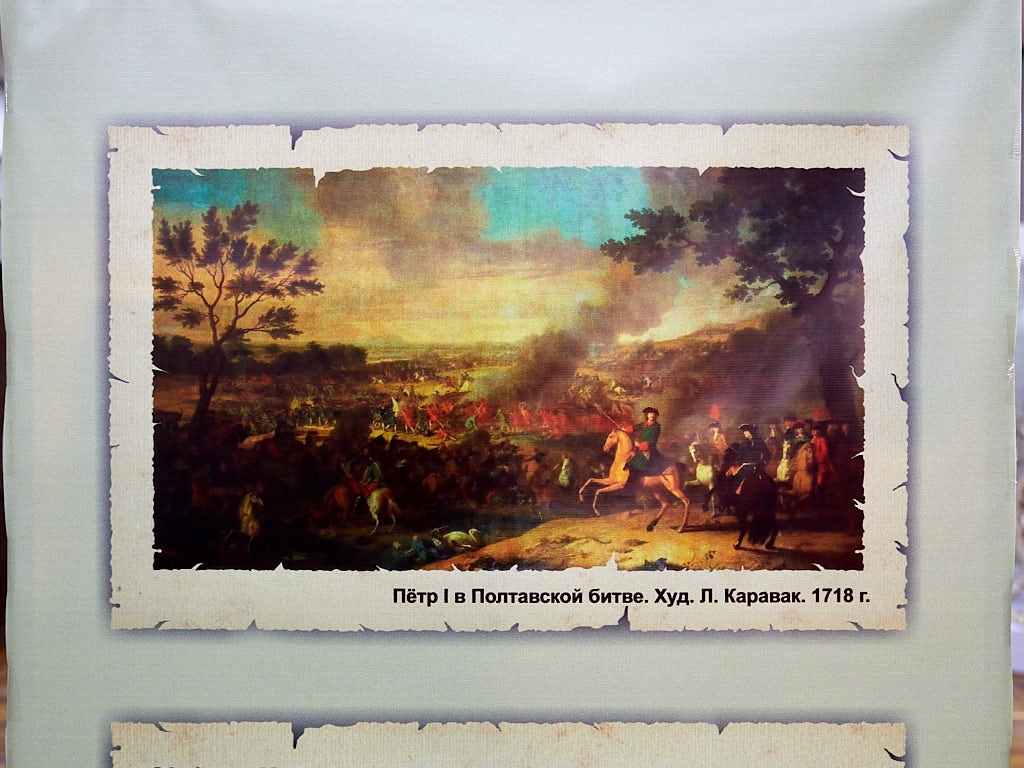 Пётр I в Полтавской битве. Худ. Л. Каравак. 1718 г.